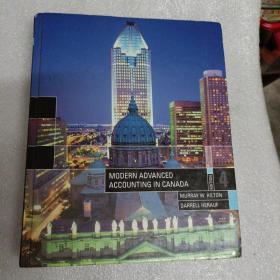 MODERN ADVANCED
ACCOUNTING IN CANADA
MURRAY W. HILTON
DARRELL HERAUF